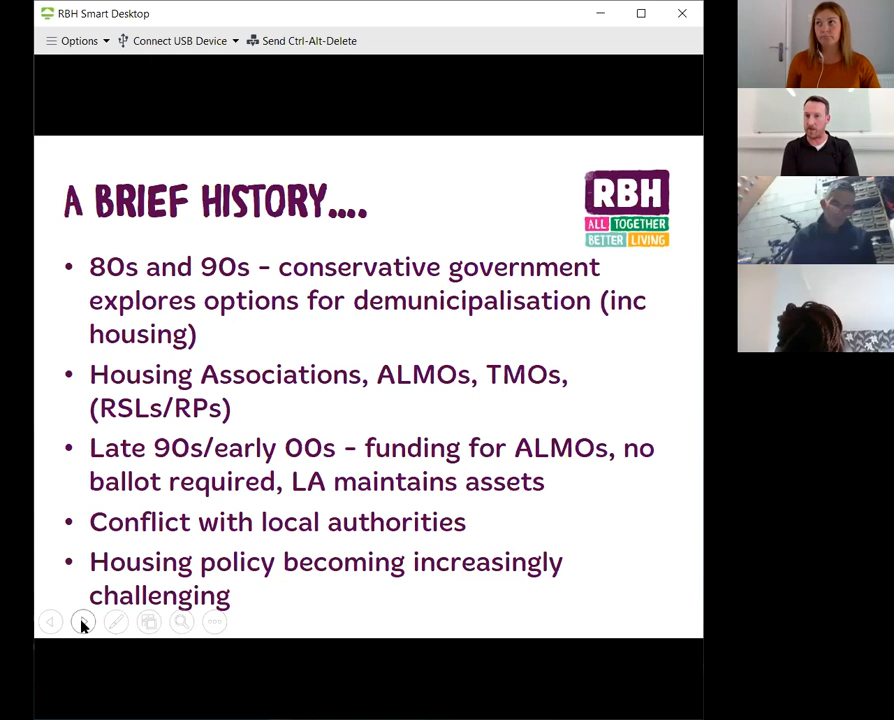 RBH Smart Desktop
Options
Connect USB Device
Send Ctrl-Alt-Delete
A BRIEF HISTORY....
RBH
ALL TOGETHER
BETTER LIVING
• 80s and 90s - conservative government
explores options for demunicipalisation (inc
housing)
• Housing Associations, ALMOs, TMOs,
(RSLs/RPs)
• Late 90s/early 00s - funding for ALMOs, no
ballot required, LA maintains assets
• Conflict with local authorities
• Housing policy becoming increasingly
challenging